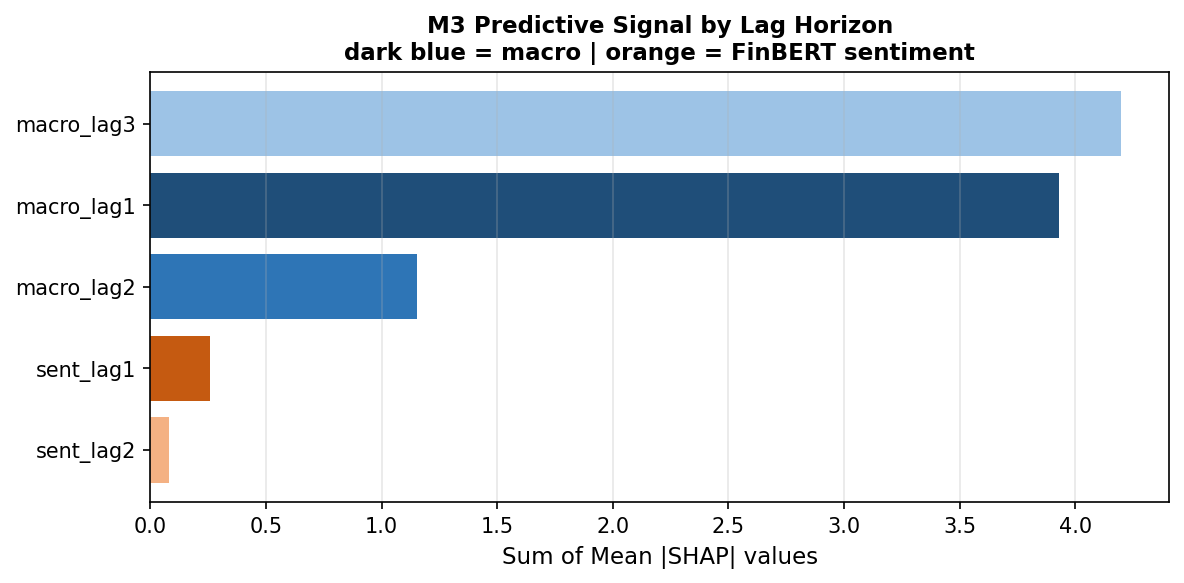 M3 Predictive Signal by Lag Horizon
dark blue = macro | orange = FinBERT sentiment
macro_lag3
macro_lag1
macro_lag2
sent_lag1
sent_lag2
0.0 0.5 1.0 1.5 2.0 2.5 3.0 3.5 4.0
Sum of Mean |SHAP| values